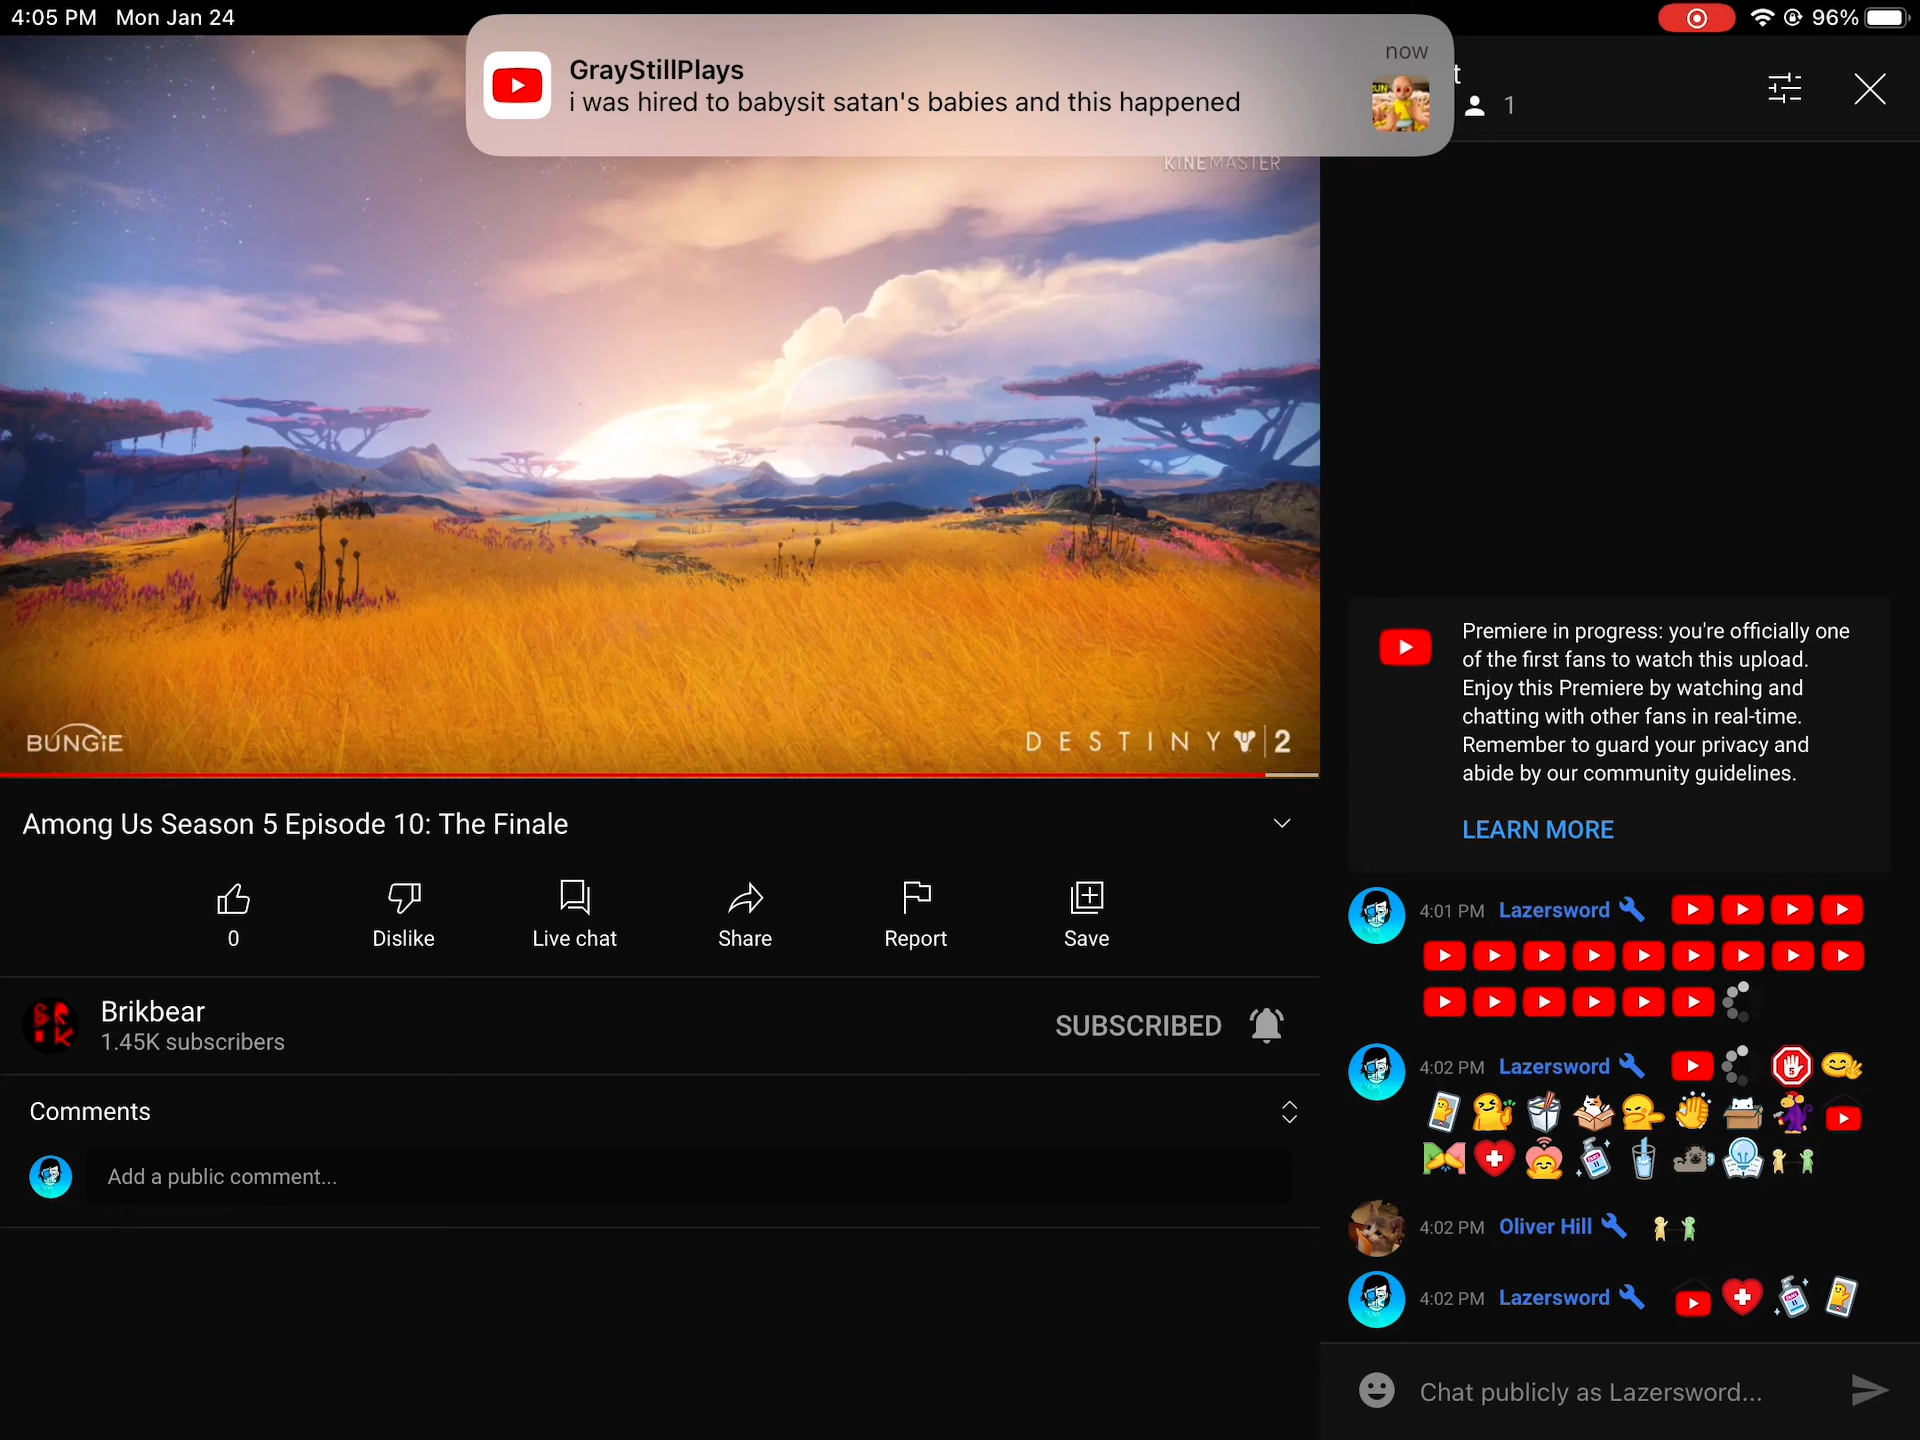 4:05 PM Mon Jan 24
96%
GrayStillPlays
i was hired to babysit satan's babies and this happened
now
t
1
KINEMASTER
BUNGiE
DESTINY 2
Among Us Season 5 Episode 10: The Finale
0
Dislike
Live chat
Share
Report
Save
Brikbear
1.45K subscribers
SUBSCRIBED
Comments
Add a public comment...
Premiere in progress: you're officially one
of the first fans to watch this upload.
Enjoy this Premiere by watching and
chatting with other fans in real-time.
Remember to guard your privacy and
abide by our community guidelines.
LEARN MORE
4:01 PM Lazersword
4:02 PM Lazersword
4:02 PM Oliver Hill
4:02 PM Lazersword
Chat publicly as Lazersword...